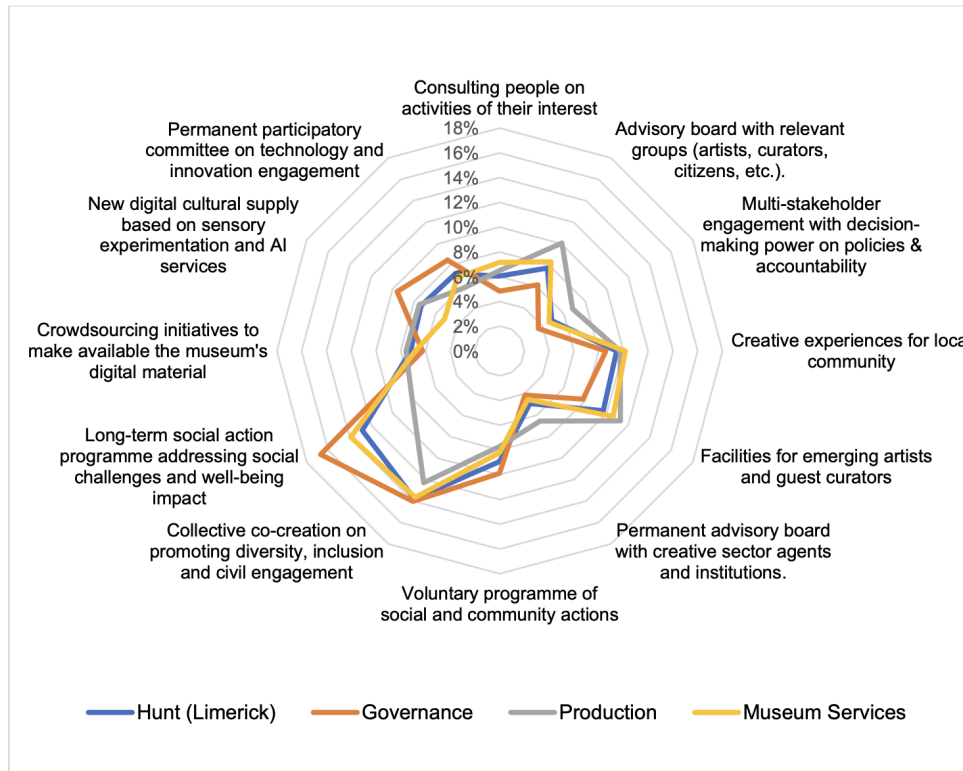 Consulting people on
activities of their interest
Permanent participatory
committee on technology and
innovation engagement
Advisory board with relevant
groups (artists, curators,
citizens, etc.).
New digital cultural supply
based on sensory
experimentation and AI
services
Multi-stakeholder
engagement with decision-
making power on policies &
accountability
18%
16%
14%
12%
10%
8%
6%
4%
2%
0%
Crowdsourcing initiatives to
make available the museum's
digital material
Creative experiences for loca
community
Long-term social action
programme addressing social
challenges and well-being
impact
Facilities for emerging artists
and guest curators
Collective co-creation on
promoting diversity, inclusion
and civil engagement
Permanent advisory board
with creative sector agents
and institutions.
Voluntary programme of
social and community actions
Hunt (Limerick)
Governance
Production
Museum Services